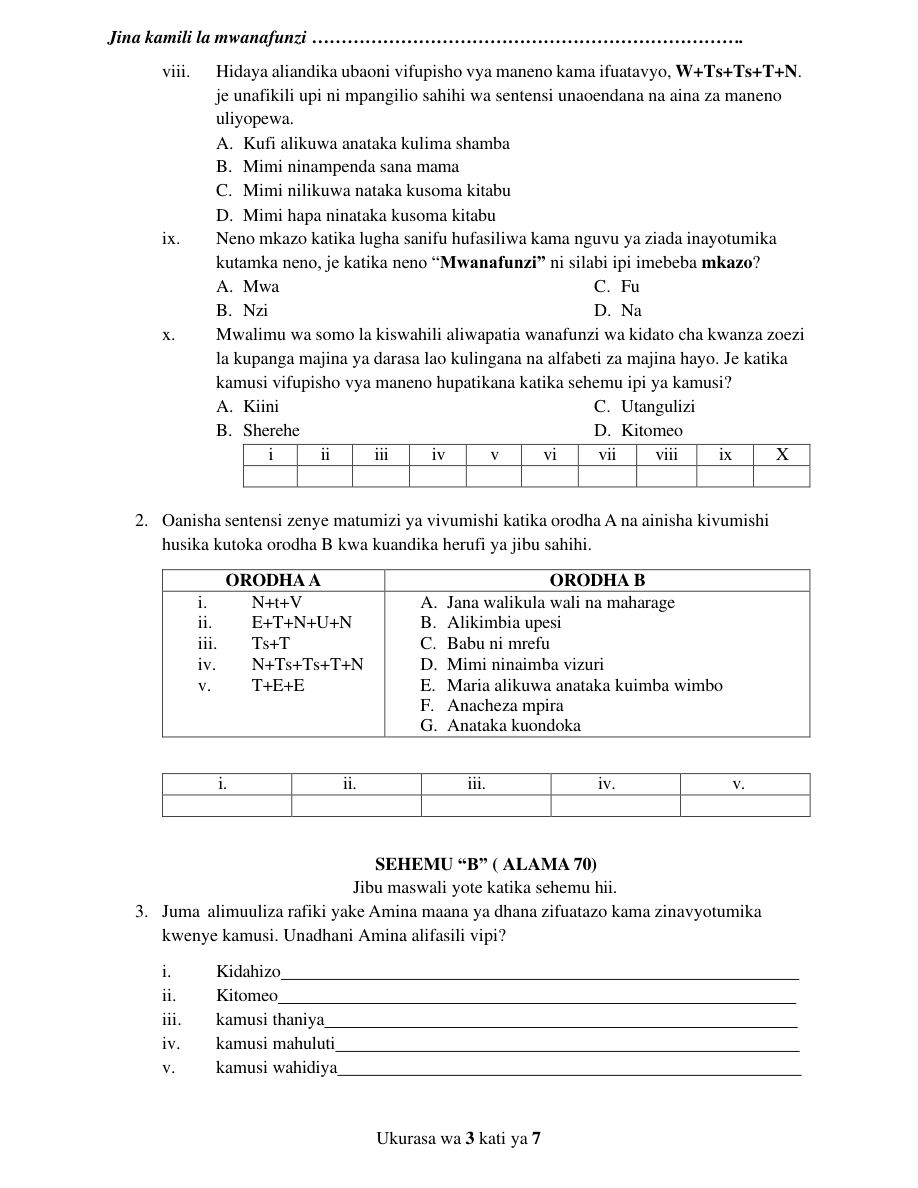 Jina kamili la mwanafunzi ……………………………………………………………….
viii. Hidaya aliandika ubaoni vifupisho vya maneno kama ifuatavyo, W+Ts+Ts+T+N.
je unafikili upi ni mpangilio sahihi wa sentensi unaoendana na aina za maneno
uliyopewa.
A. Kufi alikuwa anataka kulima shamba
B. Mimi ninampenda sana mama
C. Mimi nilikuwa nataka kusoma kitabu
D. Mimi hapa ninataka kusoma kitabu
ix. Neno mkazo katika lugha sanifu hufasiliwa kama nguvu ya ziada inayotumika
kutamka neno, je katika neno “Mwanafunzi” ni silabi ipi imebeba mkazo?
A. Mwa C. Fu
B. Nzi D. Na
x. Mwalimu wa somo la kiswahili aliwapatia wanafunzi wa kidato cha kwanza zoezi
la kupanga majina ya darasa lao kulingana na alfabeti za majina hayo. Je katika
kamusi vifupisho vya maneno hupatikana katika sehemu ipi ya kamusi?
A. Kiini C. Utangulizi
B. Sherehe D. Kitomeo
i ii iii iv v vi vii viii ix X
2. Oanisha sentensi zenye matumizi ya vivumishi katika orodha A na ainisha kivumishi
husika kutoka orodha B kwa kuandika herufi ya jibu sahihi.
ORODHA A ORODHA B
i. N+t+V A. Jana walikula wali na maharage
ii. E+T+N+U+N B. Alikimbia upesi
iii. Ts+T C. Babu ni mrefu
iv. N+Ts+Ts+T+N D. Mimi ninaimba vizuri
v. T+E+E E. Maria alikuwa anataka kuimba wimbo
F. Anacheza mpira
G. Anataka kuondoka
i. ii. iii. iv. v.
SEHEMU “B” ( ALAMA 70)
Jibu maswali yote katika sehemu hii.
3. Juma alimuuliza rafiki yake Amina maana ya dhana zifuatazo kama zinavyotumika
kwenye kamusi. Unadhani Amina alifasili vipi?
i. Kidahizo__________________________________________________________
ii. Kitomeo__________________________________________________________
iii. kamusi thaniya_____________________________________________________
iv. kamusi mahuluti____________________________________________________
v. kamusi wahidiya____________________________________________________
Ukurasa wa 3 kati ya 7